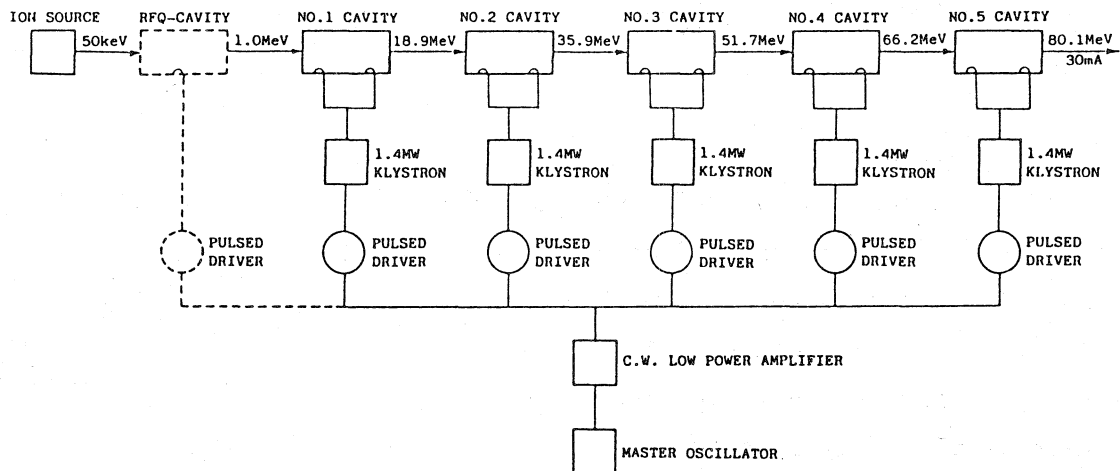 ION SOURCE
RFQ-CAVITY
NO.1 CAVITY
NO.2 CAVITY
NO.3 CAVITY
NO.4 CAVITY
NO.5 CAVITY
50keV
1.0MeV
18.9MeV
35.9MeV
51.7MeV
66.2MeV
80.1MeV
30mA
1.4MW
KLYSTRON
1.4MW
KLYSTRON
1.4MW
KLYSTRON
1.4MW
KLYSTRON
1.4MW
KLYSTRON
PULSED
DRIVER
PULSED
DRIVER
PULSED
DRIVER
PULSED
DRIVER
PULSED
DRIVER
PULSED
DRIVER
C.W. LOW POWER AMPLIFIER
MASTER OSCILLATOR